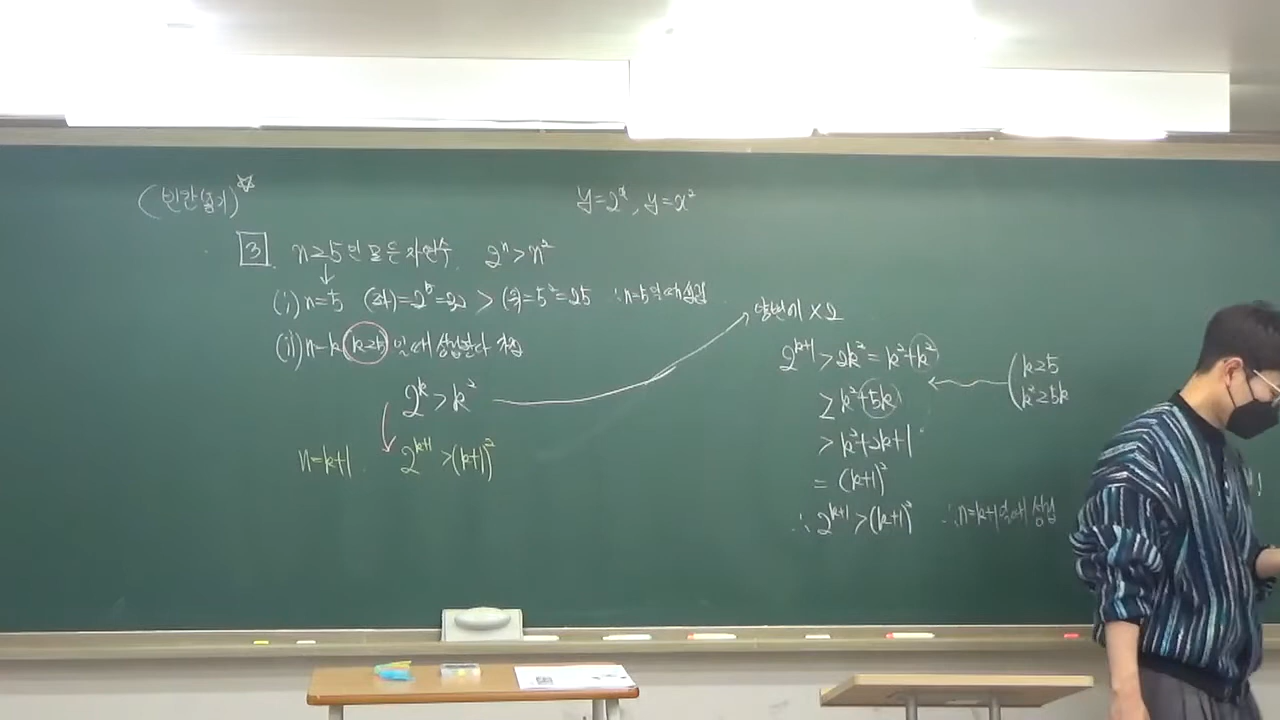 (빈칸 풀기)☆
y=2^x, y=x^2
3 n≥5인 모든 자연수 2^n>n^2
↓
(i) n=5 (좌)=2^5=32 > (우)=5^2=25 ∴n=5일 때 성립
(ii) n=k (k≥5) 일 때 성립한다 가정
2^k>k^2
n=k+1. 2^{k+1}>(k+1)^2
양변에 ×2
2^{k+1}>2k^2=k^2+k^2
≥k^2+5k
(k≥5
k^2≥5k
>k^2+2k+1
=(k+1)^2
∴2^{k+1}>(k+1)^2 ∴n=k+1일 때 성립
!